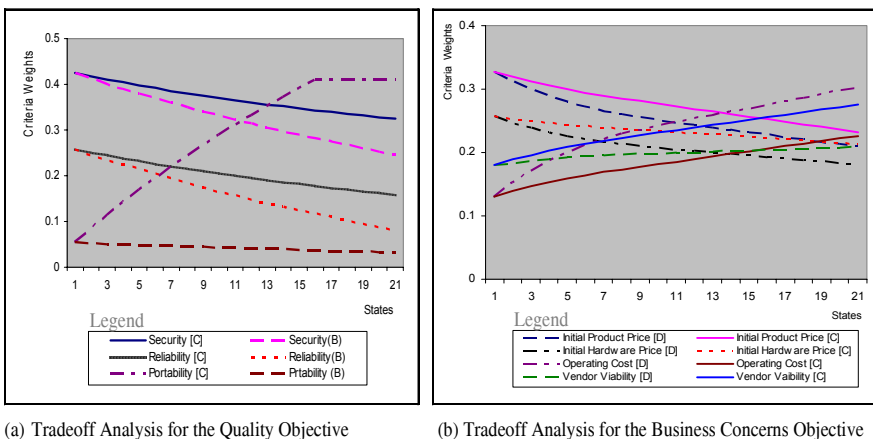 Criteria Weights
0.5
0.4
0.3
0.2
0.1
0
1 3 5 7 9 11 13 15 17 19 21
States
Legend
Security [C] Security(B)
Reliability [C] Reliability(B)
Portability [C] Prtability (B)
(a) Tradeoff Analysis for the Quality Objective
Criteria Weights
0.4
0.3
0.2
0.1
0
1 3 5 7 9 11 13 15 17 19 21
States
Legend
Initial Product Price [D] Initial Product Price [C]
Initial Hardware Price [D] Initial Hardware Price [C]
Operating Cost [D] Operating Cost [C]
Vendor Viability [D] Vendor Vaibility [C]
(b) Tradeoff Analysis for the Business Concerns Objective